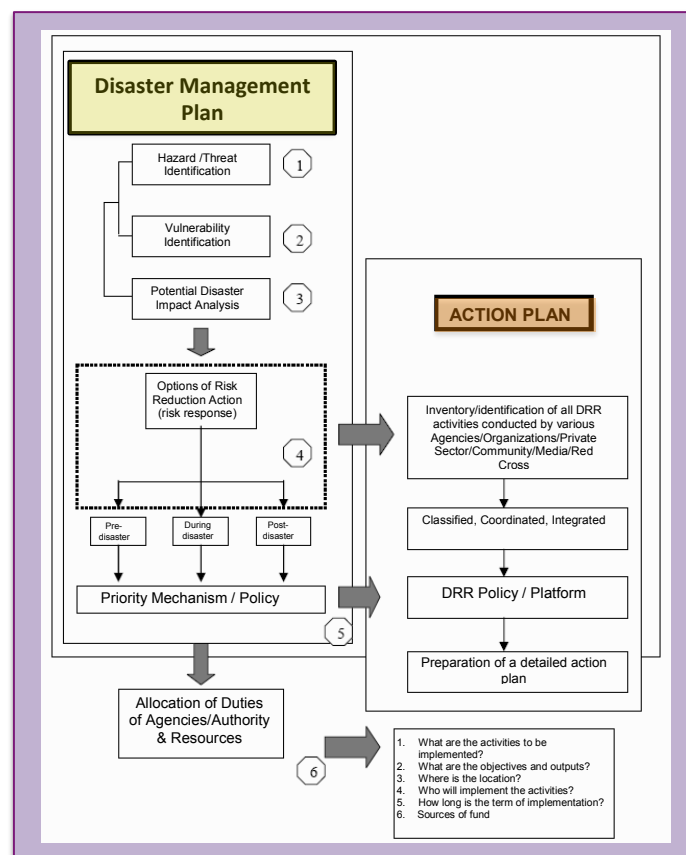 Disaster Management
Plan
Hazard /Threat
Identification
1
Vulnerability
Identification
2
Potential Disaster
Impact Analysis
3
Options of Risk
Reduction Action
(risk response)
4
Pre-
disaster
During
disaster
Post-
disaster
Priority Mechanism / Policy
5
Allocation of Duties
of Agencies/Authority
& Resources
6
ACTION PLAN
Inventory/identification of all DRR
activities conducted by various
Agencies/Organizations/Private
Sector/Community/Media/Red
Cross
Classified, Coordinated, Integrated
DRR Policy / Platform
Preparation of a detailed action
plan
1. What are the activities to be
implemented?
2. What are the objectives and outputs?
3. Where is the location?
4. Who will implement the activities?
5. How long is the term of implementation?
6. Sources of fund